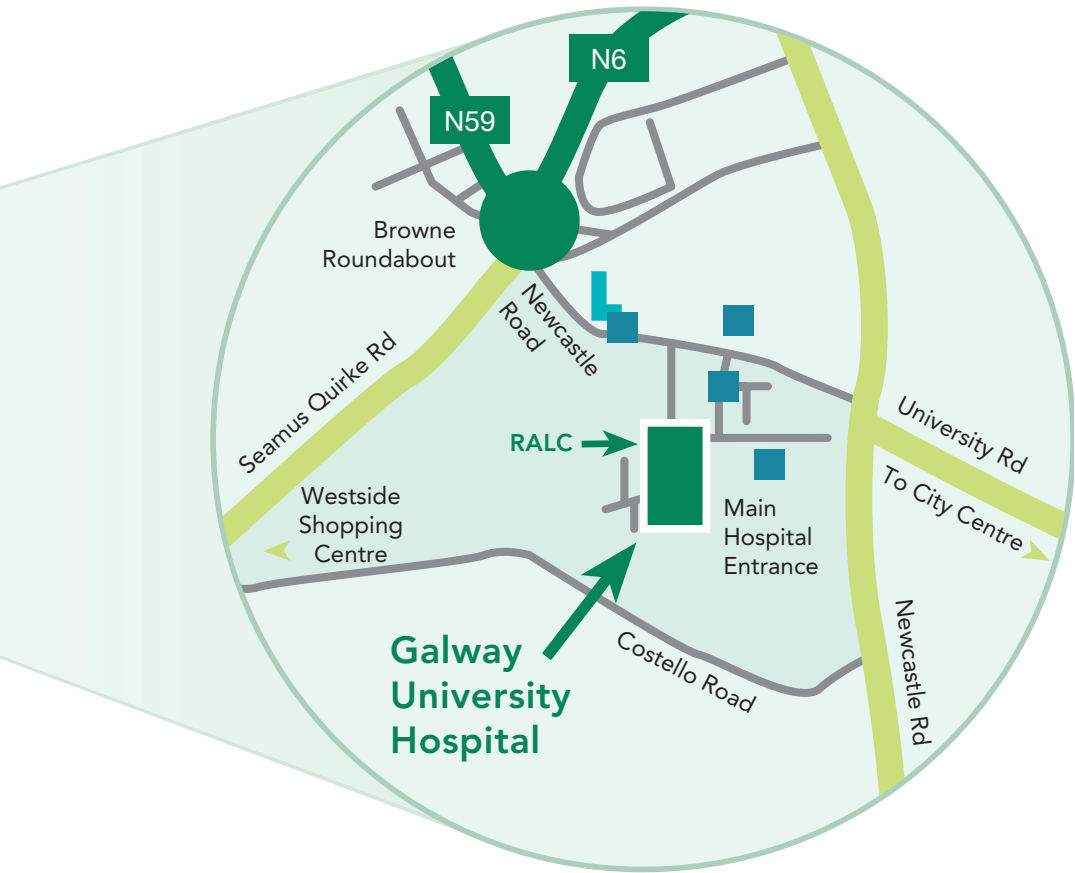 N6
N59
Browne
Roundabout
Newcastle
Road
Seamus Quirke Rd
University Rd
RALC
To City Centre
Westside
Shopping
Centre
Main
Hospital
Entrance
Newcastle Rd
Costello Road
Galway
University
Hospital